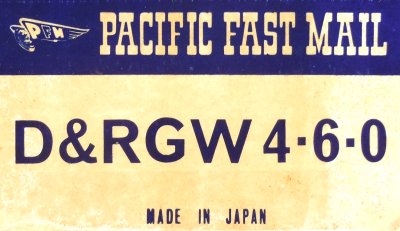 PFM
PACIFIC FAST MAIL
D&RGW 4·6·0
MADE IN JAPAN